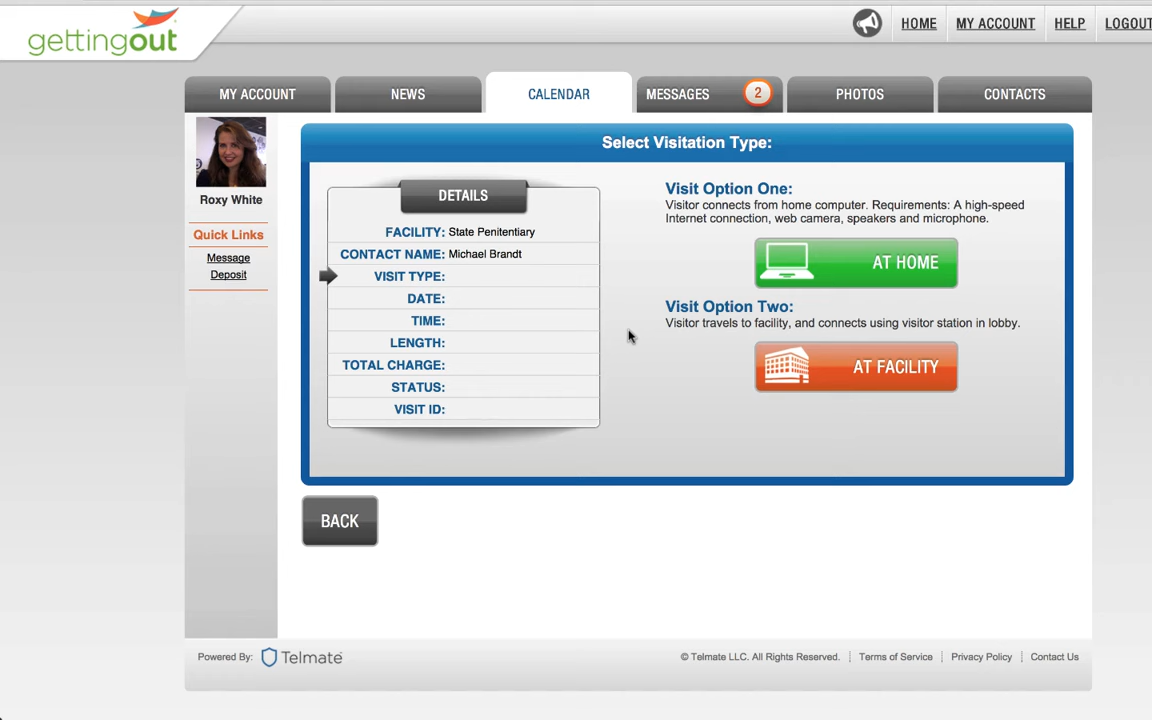 gettingout
HOME
MY ACCOUNT
HELP
LOGOUT
MY ACCOUNT
NEWS
CALENDAR
MESSAGES 2
PHOTOS
CONTACTS
Roxy White
Quick Links
Message
Deposit
Select Visitation Type:
DETAILS
FACILITY: State Penitentiary
CONTACT NAME: Michael Brandt
VISIT TYPE:
DATE:
TIME:
LENGTH:
TOTAL CHARGE:
STATUS:
VISIT ID:
Visit Option One:
Visitor connects from home computer. Requirements: A high-speed
Internet connection, web camera, speakers and microphone.
AT HOME
Visit Option Two:
Visitor travels to facility, and connects using visitor station in lobby.
AT FACILITY
BACK
Powered By: Telmate
© Telmate LLC. All Rights Reserved.
Terms of Service
Privacy Policy
Contact Us